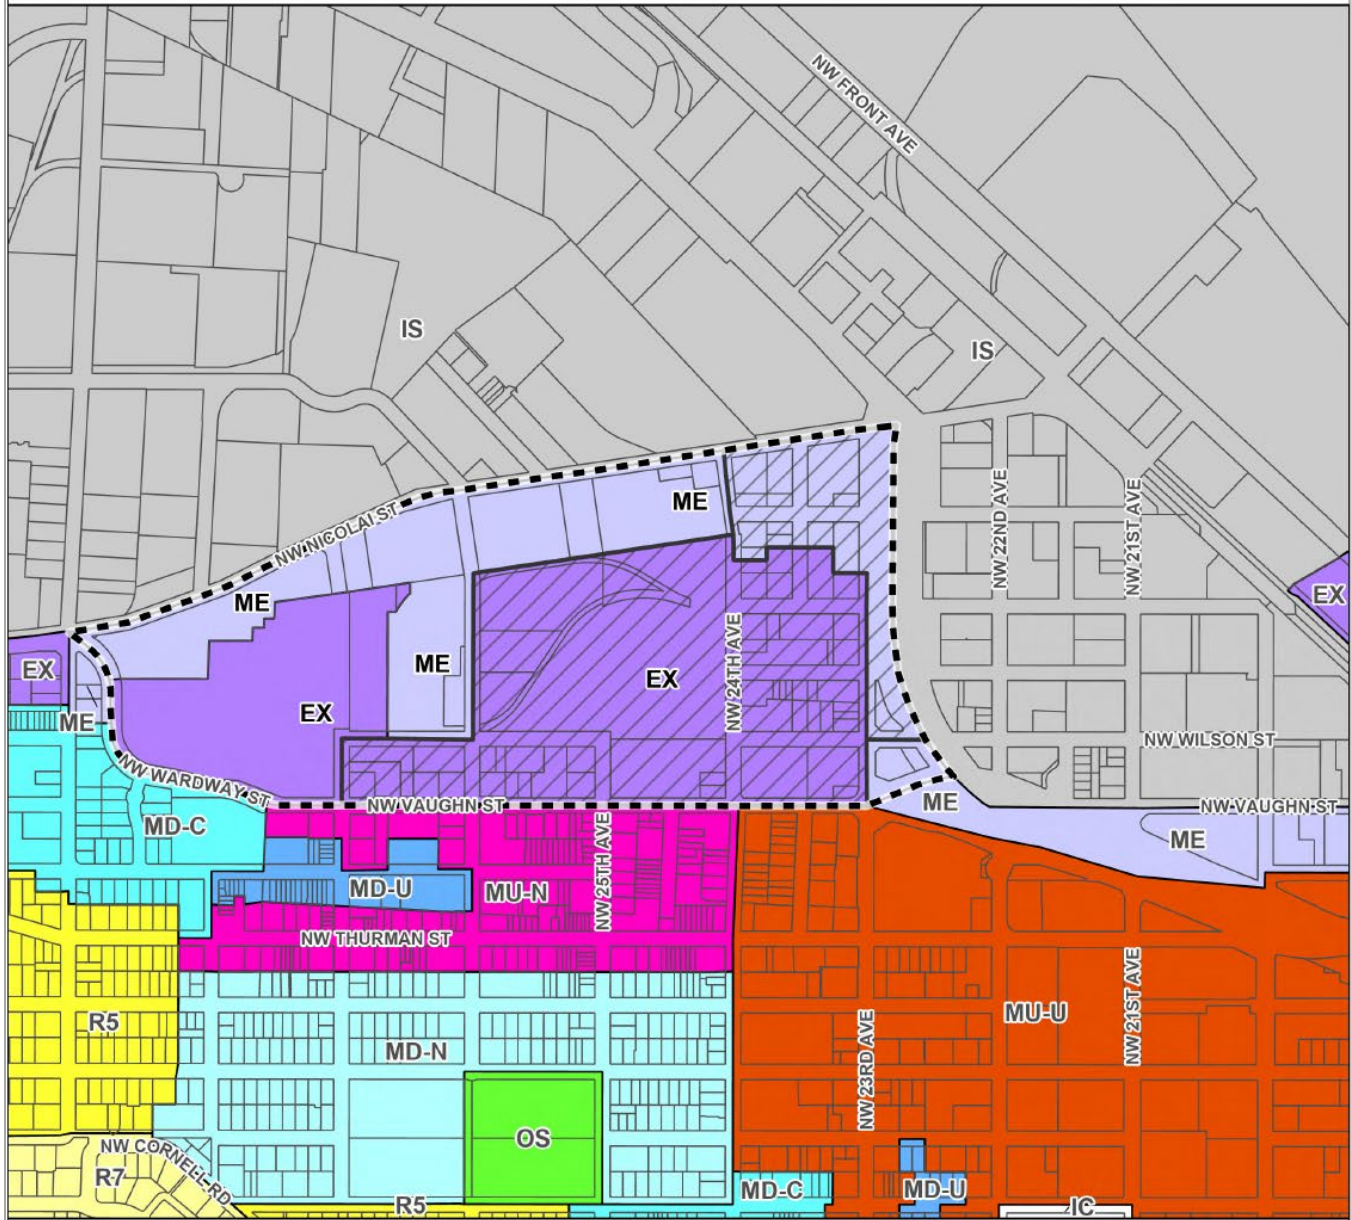 NW FRONT AVE
IS
IS
ME
NW 22ND AVE
NW 21ST AVE
NW NICOLAI ST
ME
EX
EX
ME
EX
NW 24TH AVE
EX
ME
NW WILSON ST
NW WARDWAY ST
NW VAUGHN ST
ME
NW VAUGHN ST
MD-C
ME
MD-U
MU-N
NW 25TH AVE
NW THURMAN ST
R5
MD-N
NW 23RD AVE
MU-U
NW 21ST AVE
OS
NW CORNELL RD
R7
MD-C
MD-U
R5
IC